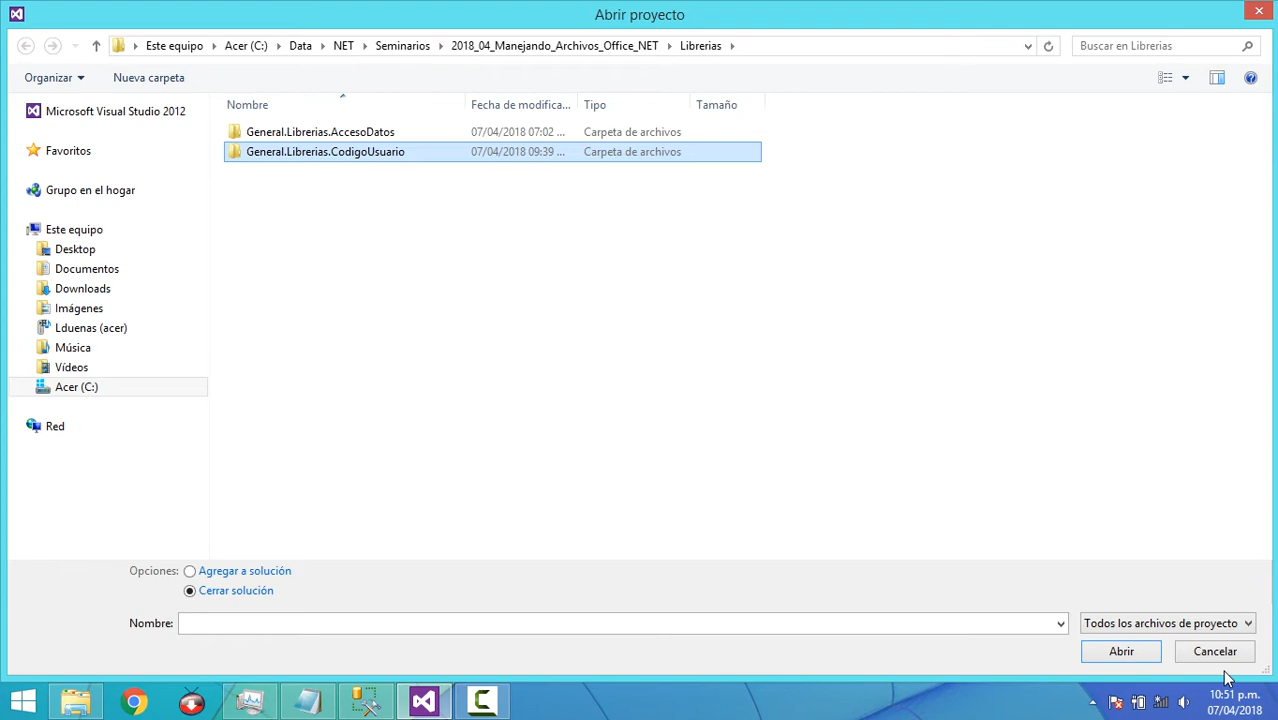 Abrir proyecto
Este equipo Acer (C:) Data NET Seminarios 2018_04_Manejando_Archivos_Office_NET Librerias
Buscar en Librerias
Organizar Nueva carpeta
Nombre Fecha de modifica... Tipo Tamaño
General.Librerias.AccesoDatos 07/04/2018 07:02 ... Carpeta de archivos
General.Librerias.CodigoUsuario 07/04/2018 09:39 ... Carpeta de archivos
Microsoft Visual Studio 2012
Favoritos
Grupo en el hogar
Este equipo
Desktop
Documentos
Downloads
Imágenes
Lduenas (acer)
Música
Vídeos
Acer (C:)
Red
Opciones: Agregar a solución
Cerrar solución
Nombre: Todos los archivos de proyecto
Abrir Cancelar
10:51 p.m.
07/04/2018